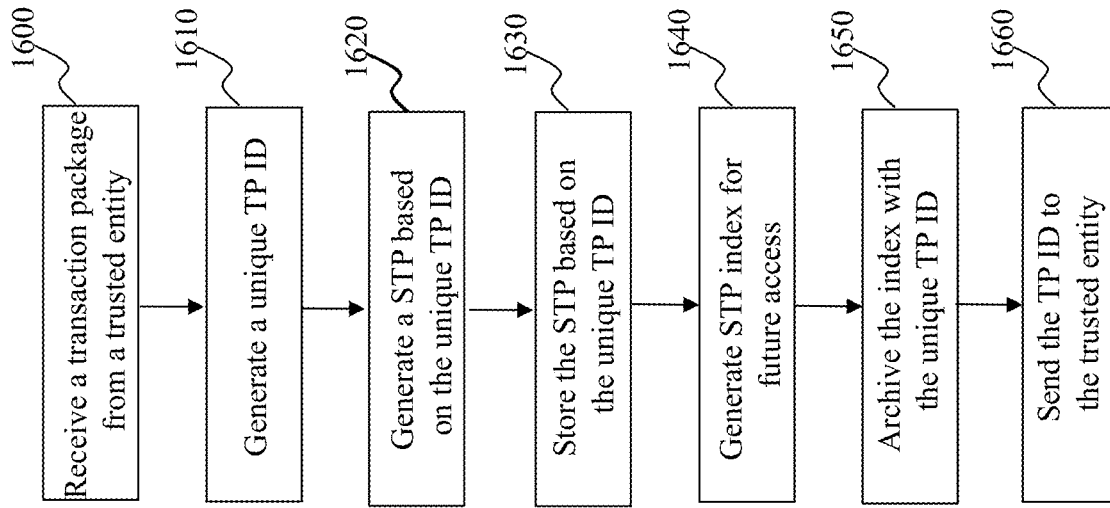 1600
Receive a transaction package
from a trusted entity
1610
Generate a unique TP ID
1620
Generate a STP based
on the unique TP ID
1630
Store the STP based on
the unique TP ID
1640
Generate STP index for
future access
1650
Archive the index with
the unique TP ID
1660
Send the TP ID to
the trusted entity